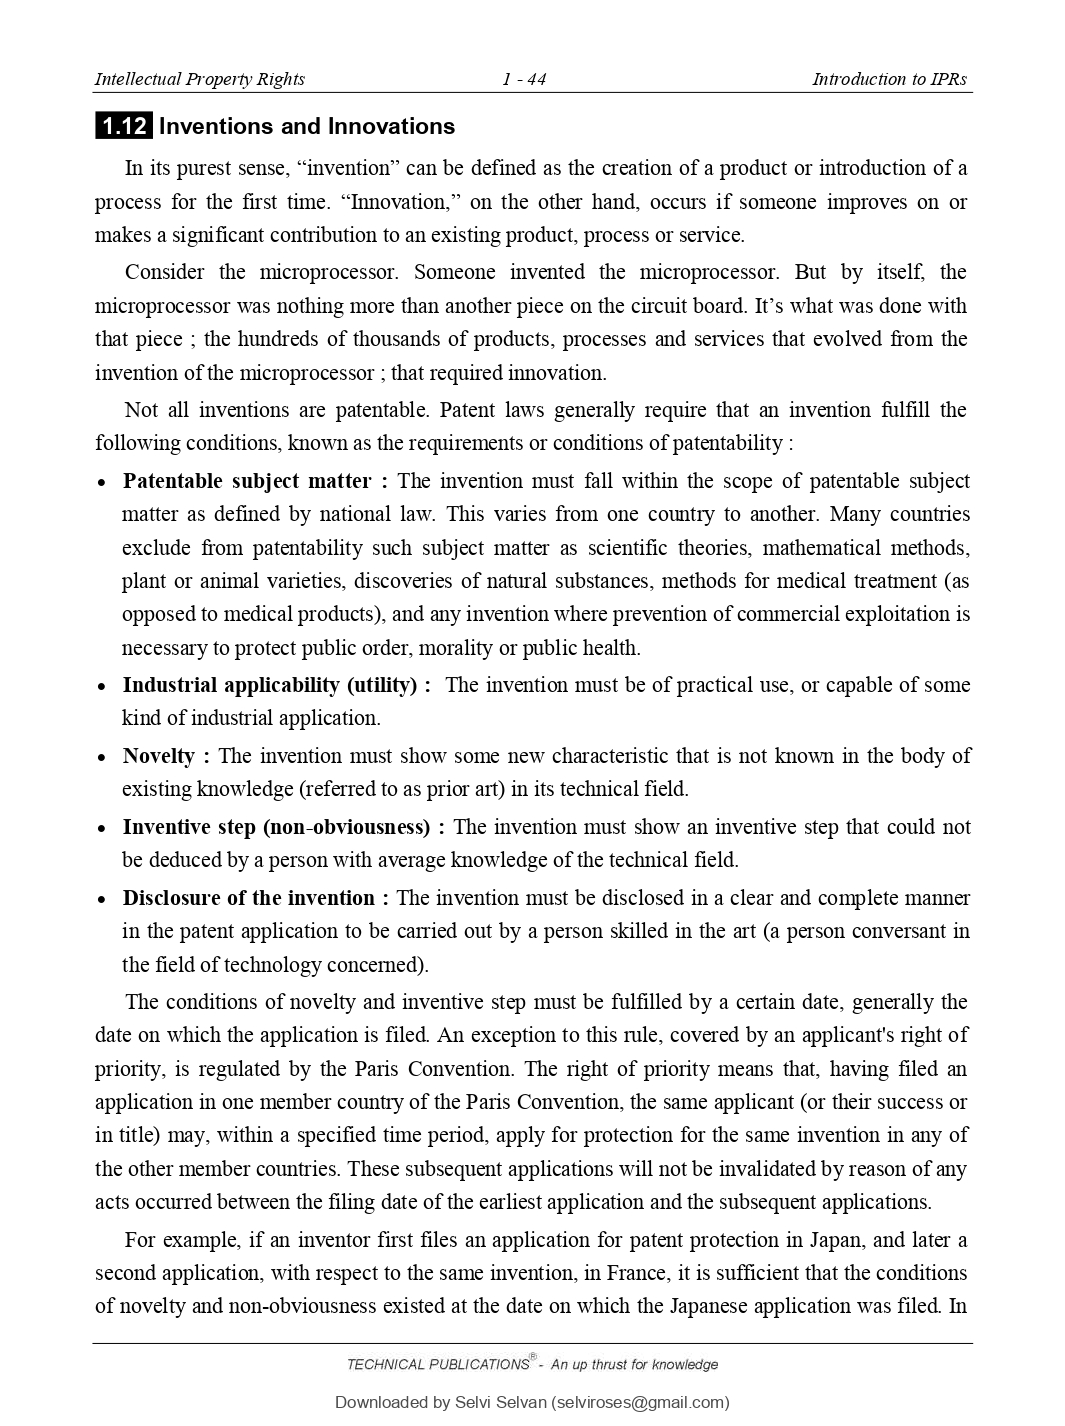 Intellectual Property Rights 1 - 44 Introduction to IPRs
1.12 Inventions and Innovations
In its purest sense, “invention” can be defined as the creation of a product or introduction of a
process for the first time. “Innovation,” on the other hand, occurs if someone improves on or
makes a significant contribution to an existing product, process or service.
Consider the microprocessor. Someone invented the microprocessor. But by itself, the
microprocessor was nothing more than another piece on the circuit board. It’s what was done with
that piece ; the hundreds of thousands of products, processes and services that evolved from the
invention of the microprocessor ; that required innovation.
Not all inventions are patentable. Patent laws generally require that an invention fulfill the
following conditions, known as the requirements or conditions of patentability :
• Patentable subject matter : The invention must fall within the scope of patentable subject
matter as defined by national law. This varies from one country to another. Many countries
exclude from patentability such subject matter as scientific theories, mathematical methods,
plant or animal varieties, discoveries of natural substances, methods for medical treatment (as
opposed to medical products), and any invention where prevention of commercial exploitation is
necessary to protect public order, morality or public health.
• Industrial applicability (utility) : The invention must be of practical use, or capable of some
kind of industrial application.
• Novelty : The invention must show some new characteristic that is not known in the body of
existing knowledge (referred to as prior art) in its technical field.
• Inventive step (non-obviousness) : The invention must show an inventive step that could not
be deduced by a person with average knowledge of the technical field.
• Disclosure of the invention : The invention must be disclosed in a clear and complete manner
in the patent application to be carried out by a person skilled in the art (a person conversant in
the field of technology concerned).
The conditions of novelty and inventive step must be fulfilled by a certain date, generally the
date on which the application is filed. An exception to this rule, covered by an applicant's right of
priority, is regulated by the Paris Convention. The right of priority means that, having filed an
application in one member country of the Paris Convention, the same applicant (or their success or
in title) may, within a specified time period, apply for protection for the same invention in any of
the other member countries. These subsequent applications will not be invalidated by reason of any
acts occurred between the filing date of the earliest application and the subsequent applications.
For example, if an inventor first files an application for patent protection in Japan, and later a
second application, with respect to the same invention, in France, it is sufficient that the conditions
of novelty and non-obviousness existed at the date on which the Japanese application was filed. In
TECHNICAL PUBLICATIONS® - An up thrust for knowledge
Downloaded by Selvi Selvan (selviroses@gmail.com)